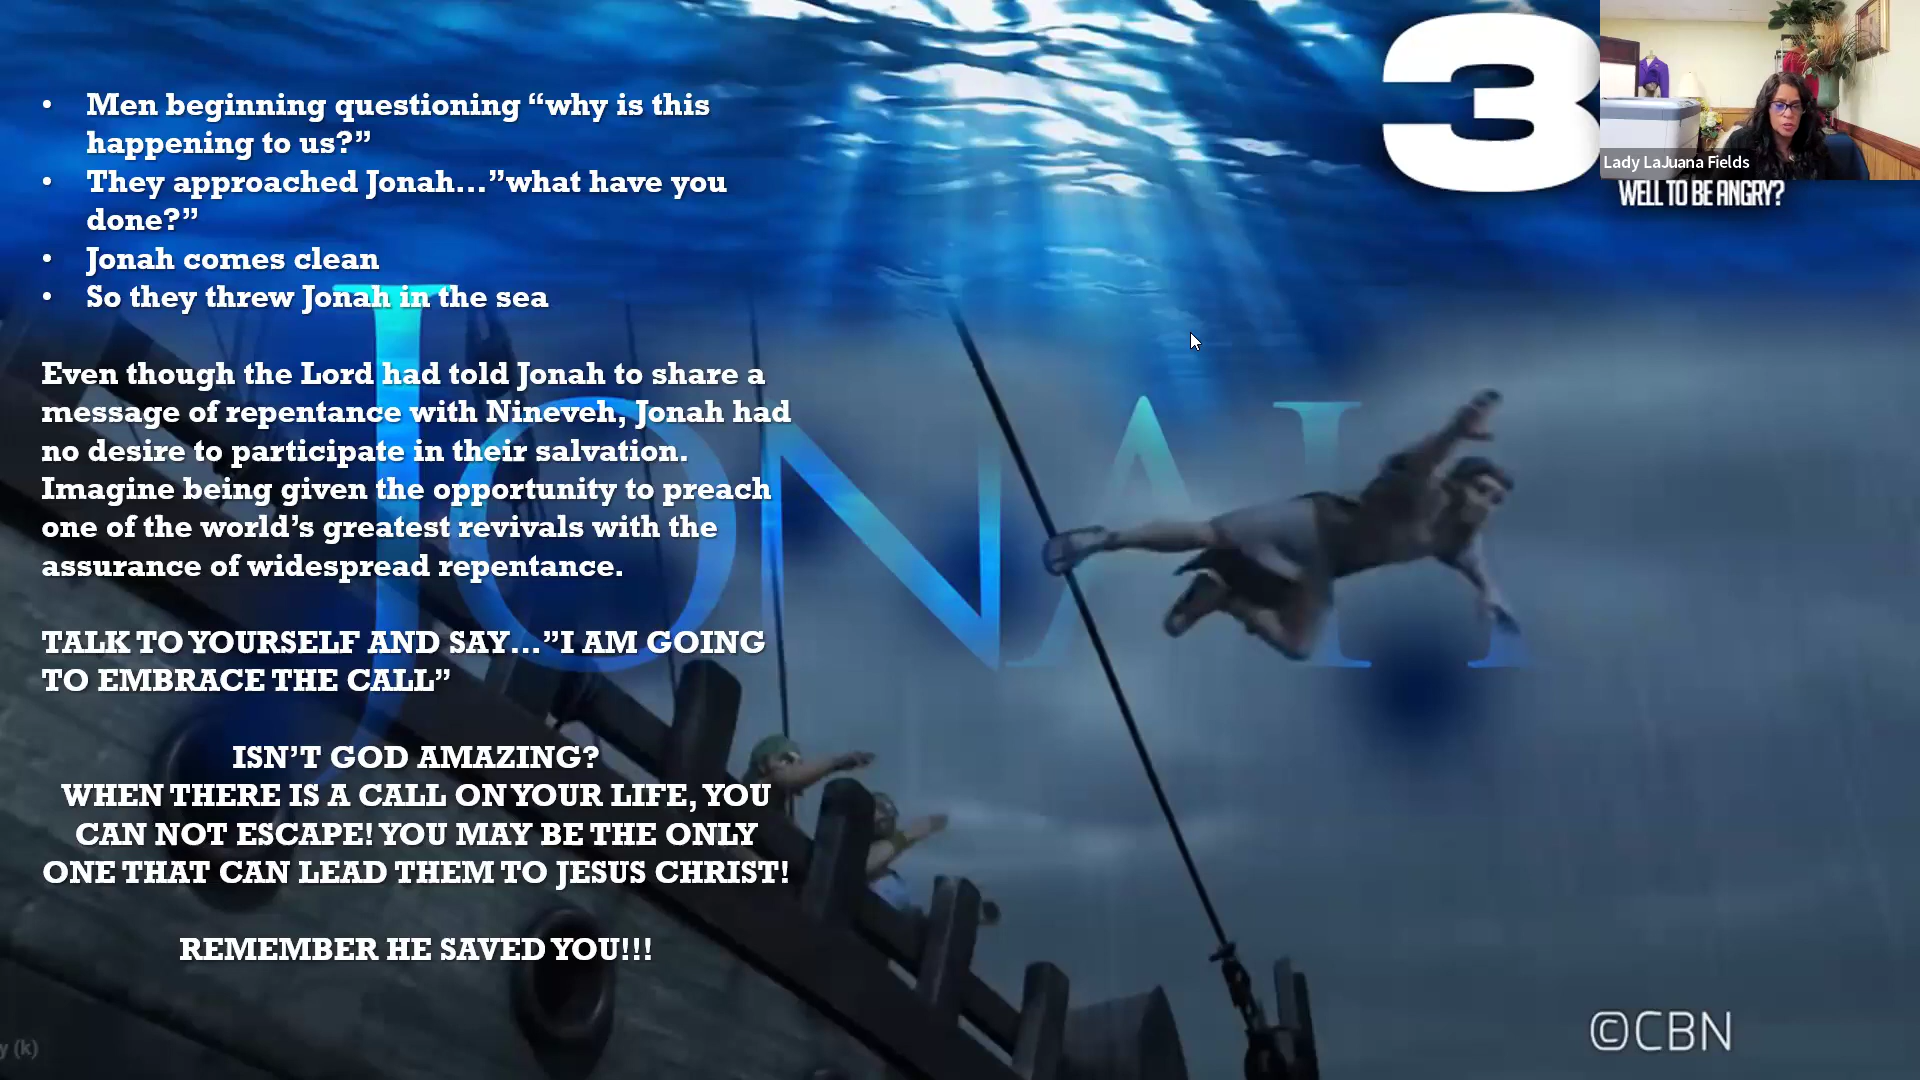 • Men beginning questioning “why is this
happening to us?”
• They approached Jonah...”what have you
done?”
• Jonah comes clean
• So they threw Jonah in the sea
Even though the Lord had told Jonah to share a
message of repentance with Nineveh, Jonah had
no desire to participate in their salvation.
Imagine being given the opportunity to preach
one of the world’s greatest revivals with the
assurance of widespread repentance.
TALK TO YOURSELF AND SAY...”I AM GOING
TO EMBRACE THE CALL”
ISN’T GOD AMAZING?
WHEN THERE IS A CALL ON YOUR LIFE, YOU
CAN NOT ESCAPE! YOU MAY BE THE ONLY
ONE THAT CAN LEAD THEM TO JESUS CHRIST!
REMEMBER HE SAVED YOU!!!
JONAH
3
Lady LaJuana Fields
WELL TO BE ANGRY?
©CBN
y (k)